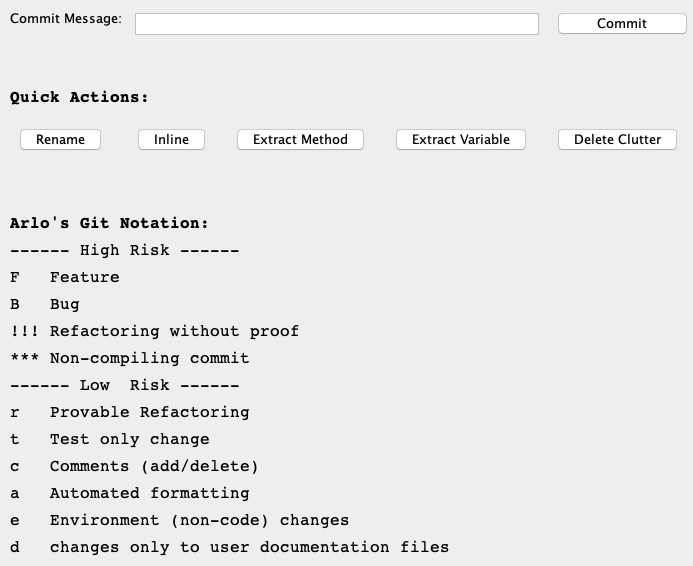 Commit Message: Commit
Quick Actions:
Rename Inline Extract Method Extract Variable Delete Clutter
Arlo's Git Notation:
------ High Risk ------
F   Feature
B   Bug
!!! Refactoring without proof
*** Non-compiling commit
------ Low  Risk ------
r   Provable Refactoring
t   Test only change
c   Comments (add/delete)
a   Automated formatting
e   Environment (non-code) changes
d   changes only to user documentation files